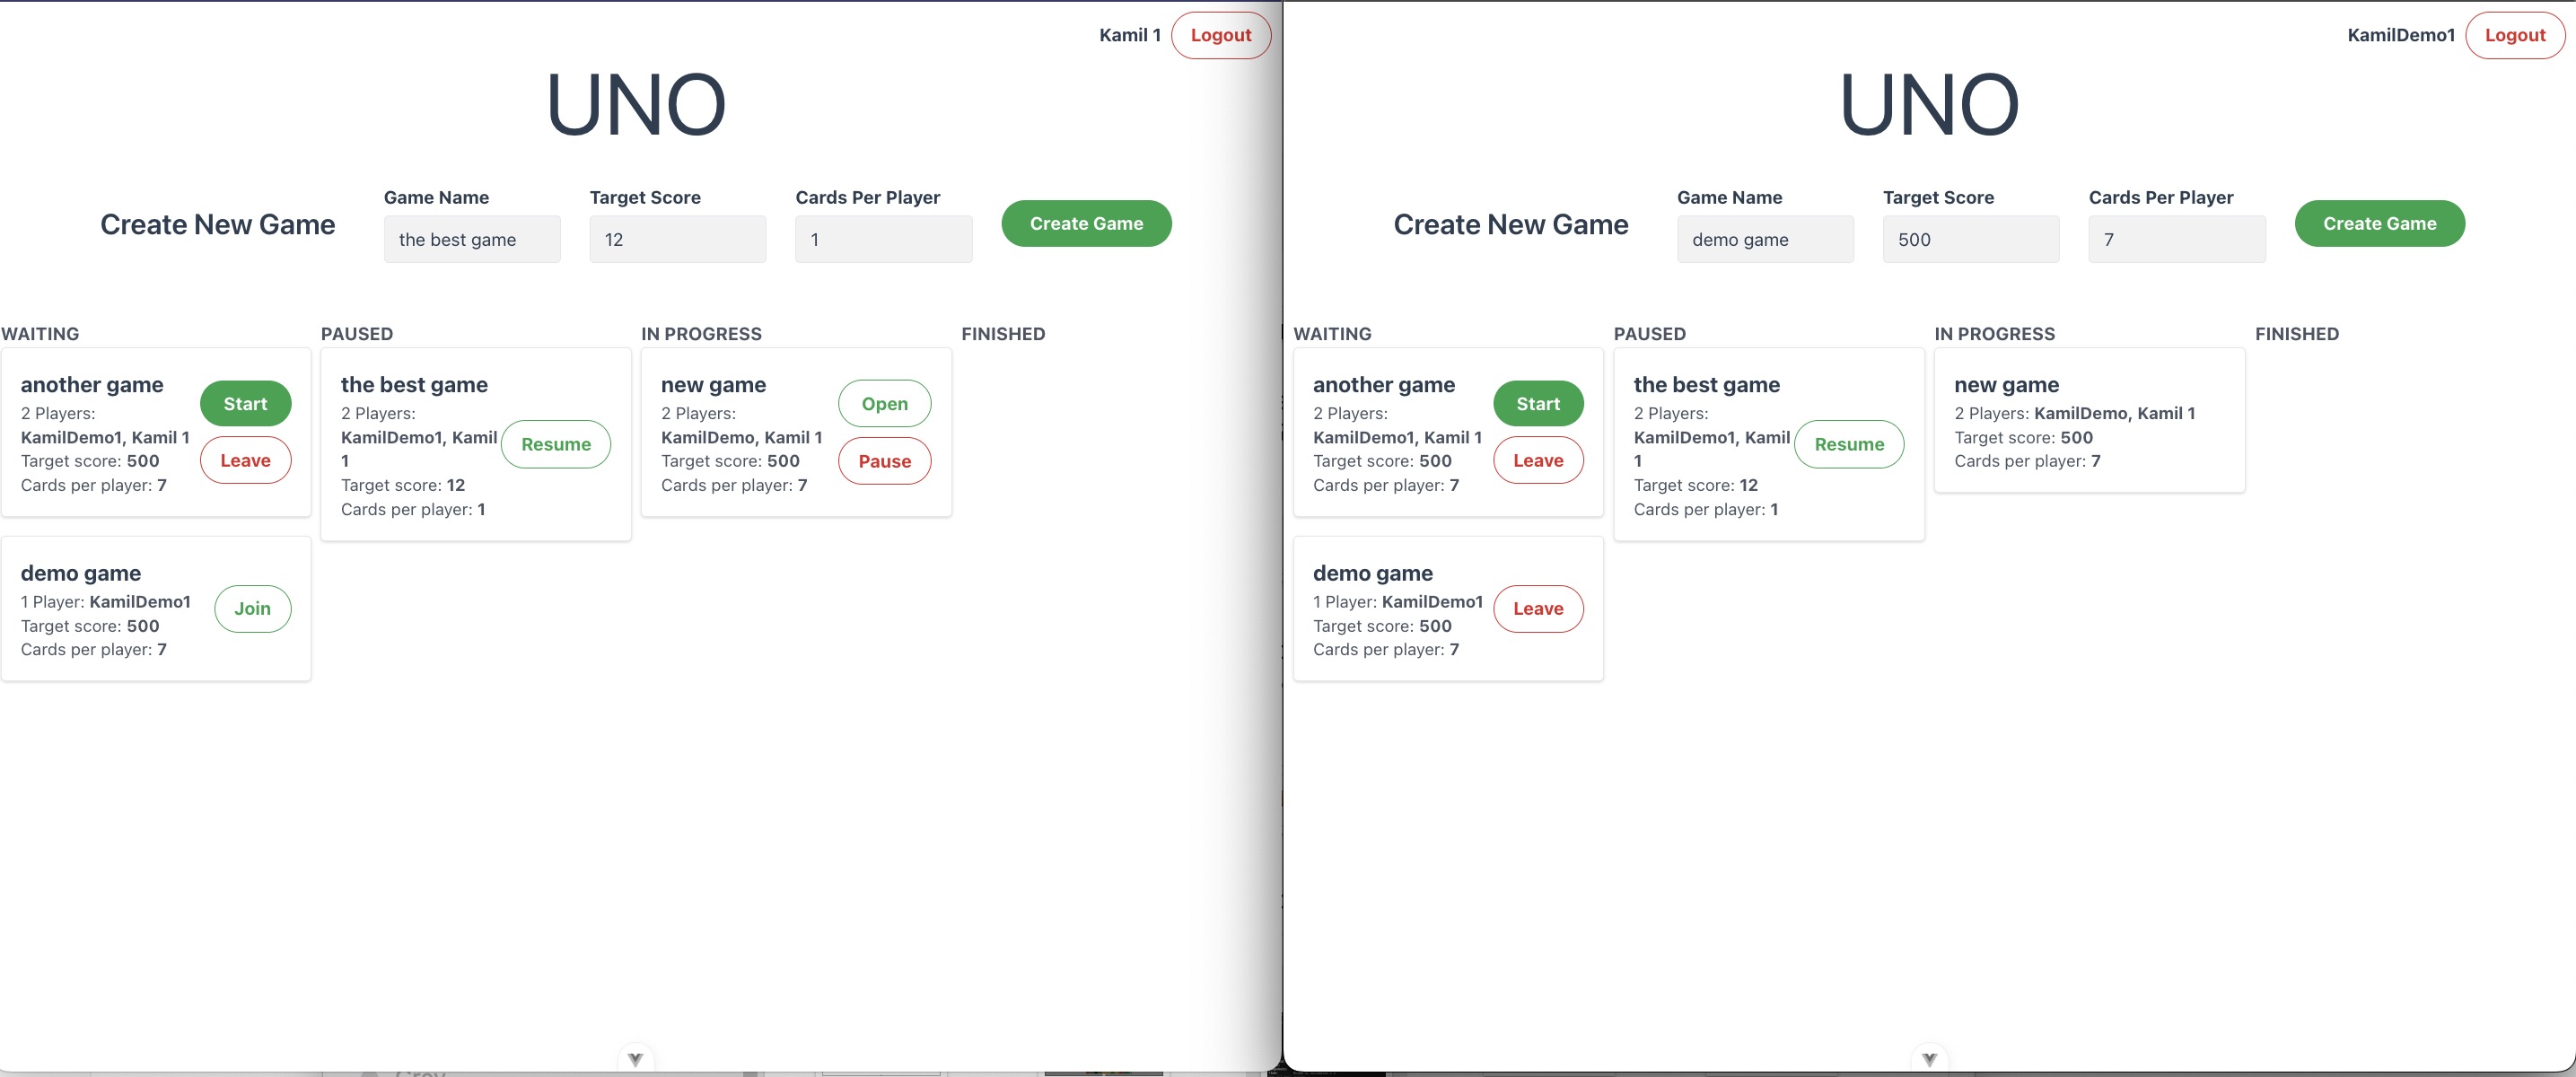 Kamil 1 Logout
UNO
Create New Game
Game Name Target Score Cards Per Player
the best game 12 1 Create Game
WAITING PAUSED IN PROGRESS FINISHED
another game
2 Players:
KamilDemo1, Kamil 1
Target score: 500
Cards per player: 7
Start
Leave
demo game
1 Player: KamilDemo1
Target score: 500
Cards per player: 7
Join
the best game
2 Players:
KamilDemo1, Kamil
1
Target score: 12
Cards per player: 1
Resume
new game
2 Players:
KamilDemo, Kamil 1
Target score: 500
Cards per player: 7
Open
Pause
KamilDemo1 Logout
UNO
Create New Game
Game Name Target Score Cards Per Player
demo game 500 7 Create Game
WAITING PAUSED IN PROGRESS FINISHED
another game
2 Players:
KamilDemo1, Kamil 1
Target score: 500
Cards per player: 7
Start
Leave
demo game
1 Player: KamilDemo1
Target score: 500
Cards per player: 7
Leave
the best game
2 Players:
KamilDemo1, Kamil
1
Target score: 12
Cards per player: 1
Resume
new game
2 Players: KamilDemo, Kamil 1
Target score: 500
Cards per player: 7